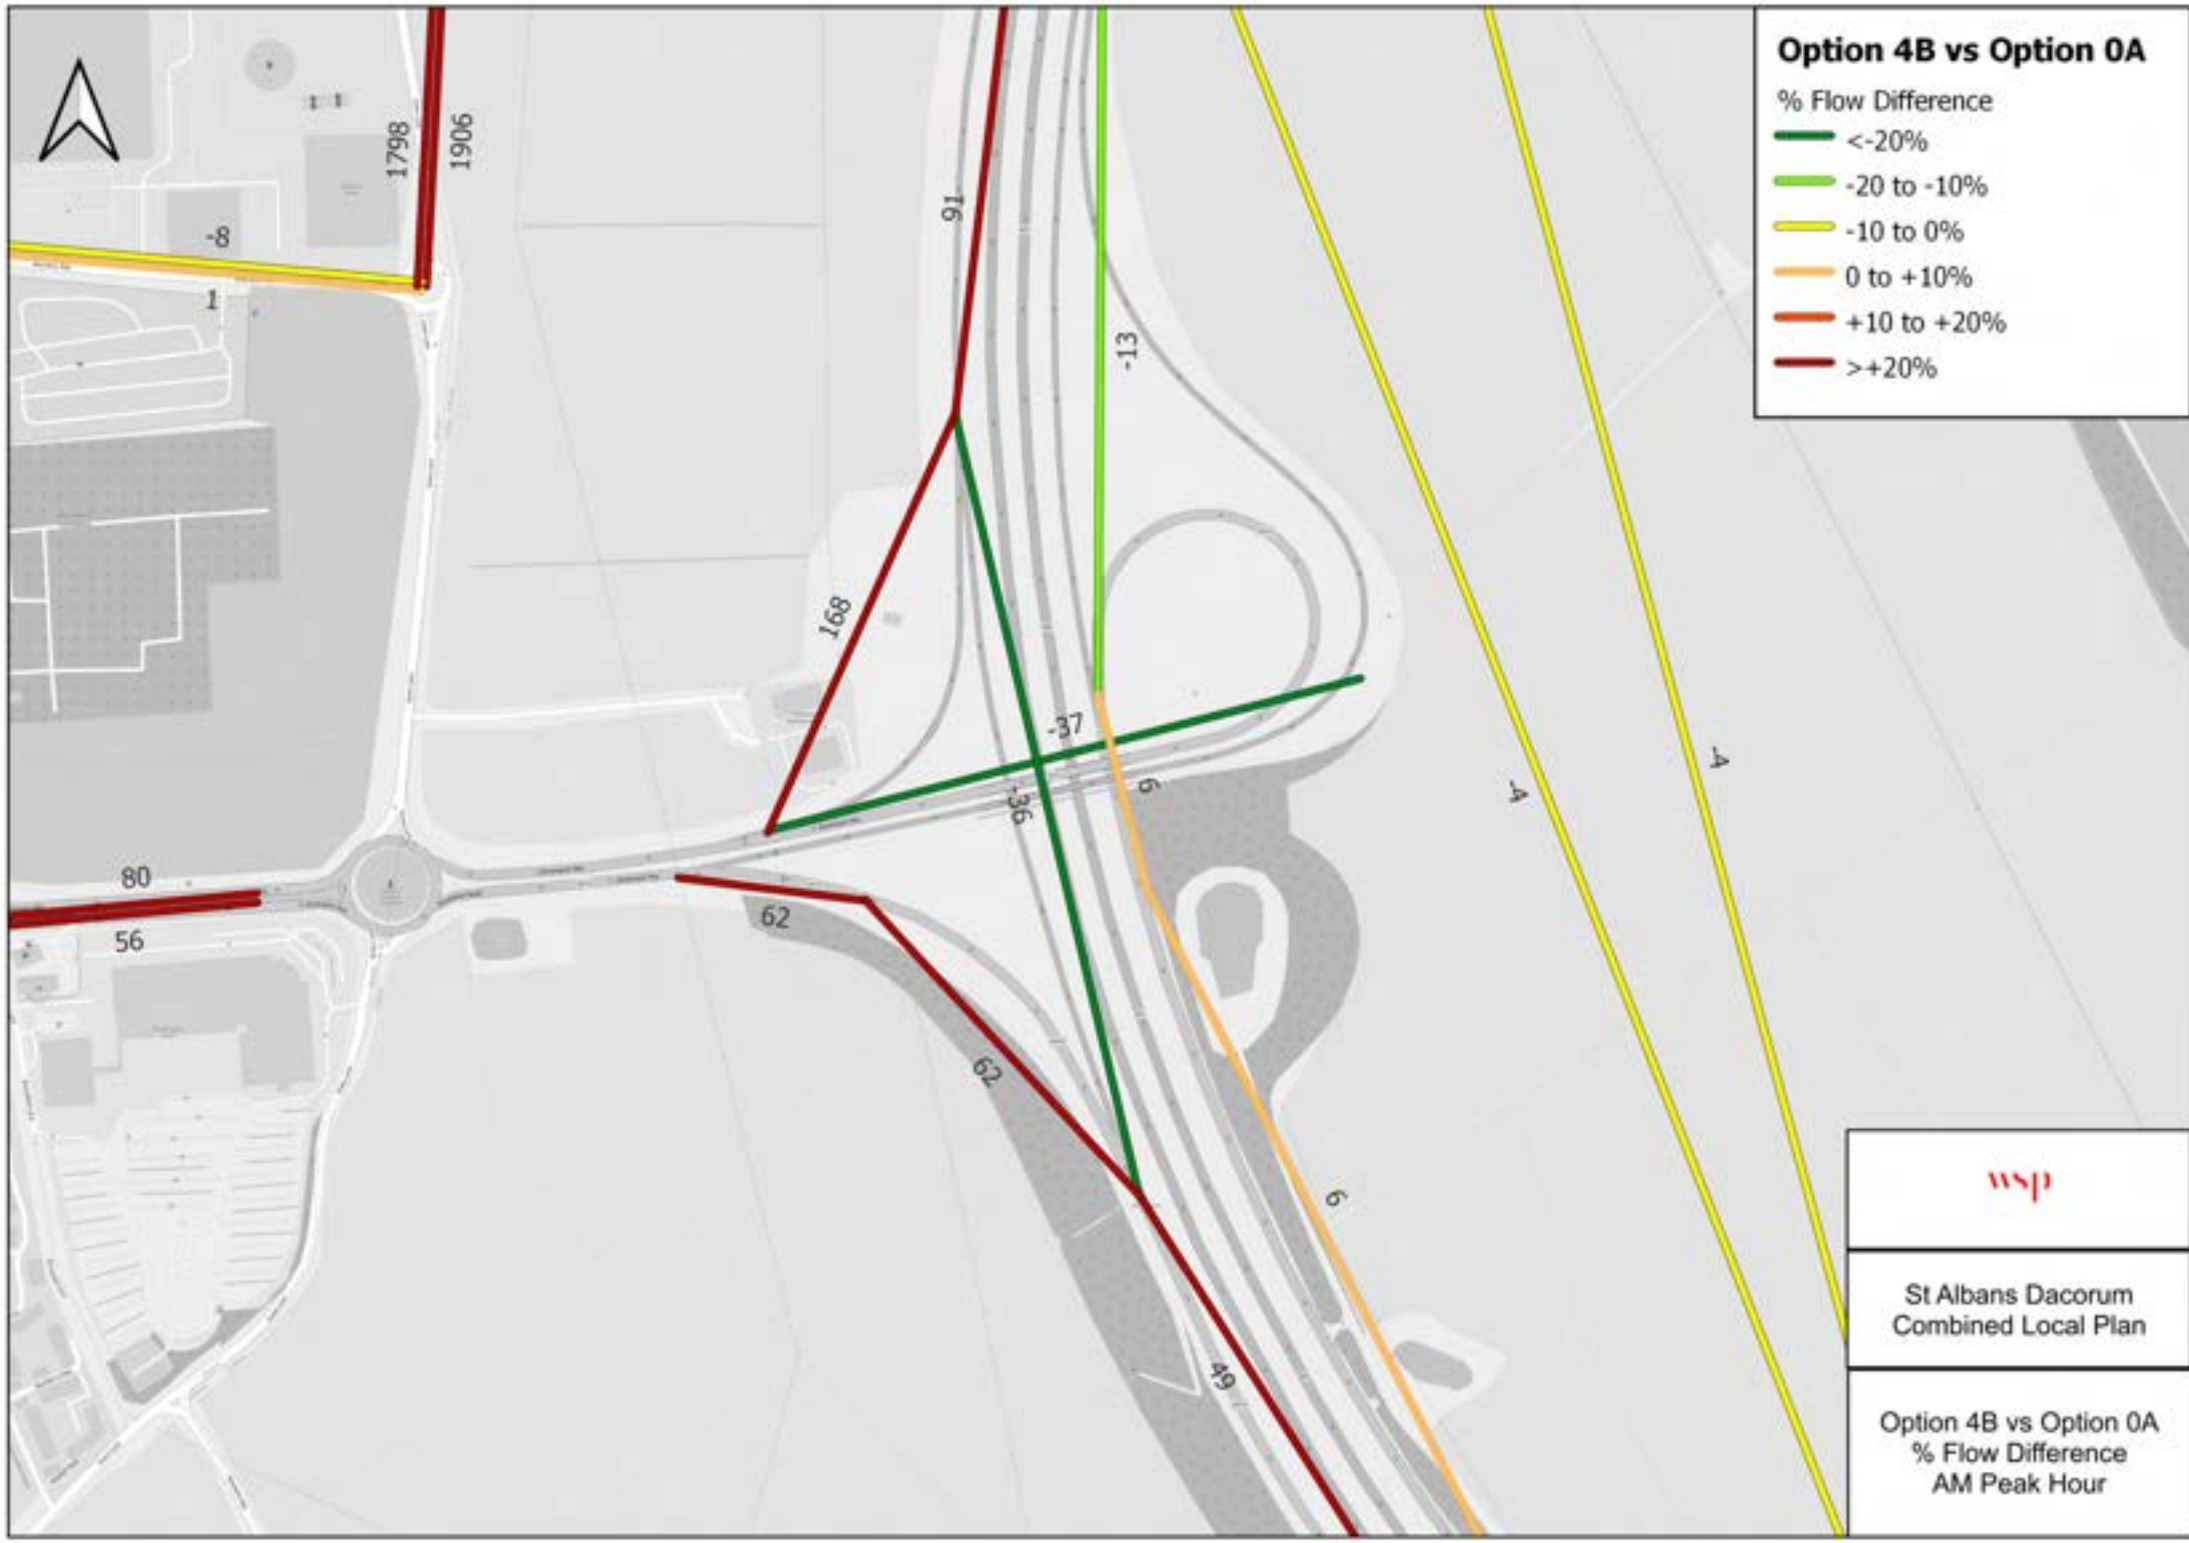 Option 4B vs Option 0A
% Flow Difference
<-20%
-20 to -10%
-10 to 0%
0 to +10%
+10 to +20%
>+20%
1798
1906
91
-8
1
-13
168
-37
-36
6
-4
-4
80
56
62
62
6
49
wsp
St Albans Dacorum
Combined Local Plan
Option 4B vs Option 0A
% Flow Difference
AM Peak Hour